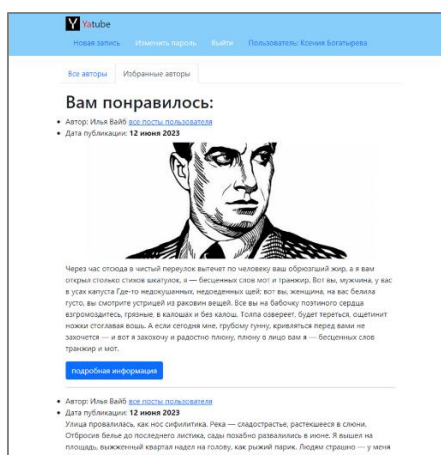 Y Yatube
Новая запись Изменить пароль Выйти Пользователь: Ксения Богатырева
Все авторы Избранные авторы
Вам понравилось:
Автор: Илья Вайб все посты пользователя
Дата публикации: 12 июня 2023
Через час отсюда в чистый переулок вытечет по человеку ваш обрюзгший жир, а я вам
открыл столько стихов шкатулок, я — бесценных слов мот и транжир. Вот вы, мужчина, у вас
в усах капуста Где-то недокушанных, недоеденных щей; вот вы, женщина, на вас белила
густо, вы смотрите устрицей из раковин вещей. Все вы на бабочку поэтиного сердца
взгромоздитесь, грязные, в калошах и без калош. Толпа озвереет, будет тереться, ощетинит
ножки стоглавая вошь. А если сегодня мне, грубому гунну, кривляться перед вами не
захочется — и вот я захохочу и радостно плюну, плюну в лицо вам я — бесценных слов
транжир и мот.
подробная информация
Автор: Илья Вайб все посты пользователя
Дата публикации: 12 июня 2023
Улица провалилась, как нос сифилитика. Река — сладострастье, растекшееся в слюни.
Отбросив белье до последнего листика, сады похабно развалились в июне. Я вышел на
площадь, выжженный квартал надел на голову, как рыжий парик. Людям страшно — у меня